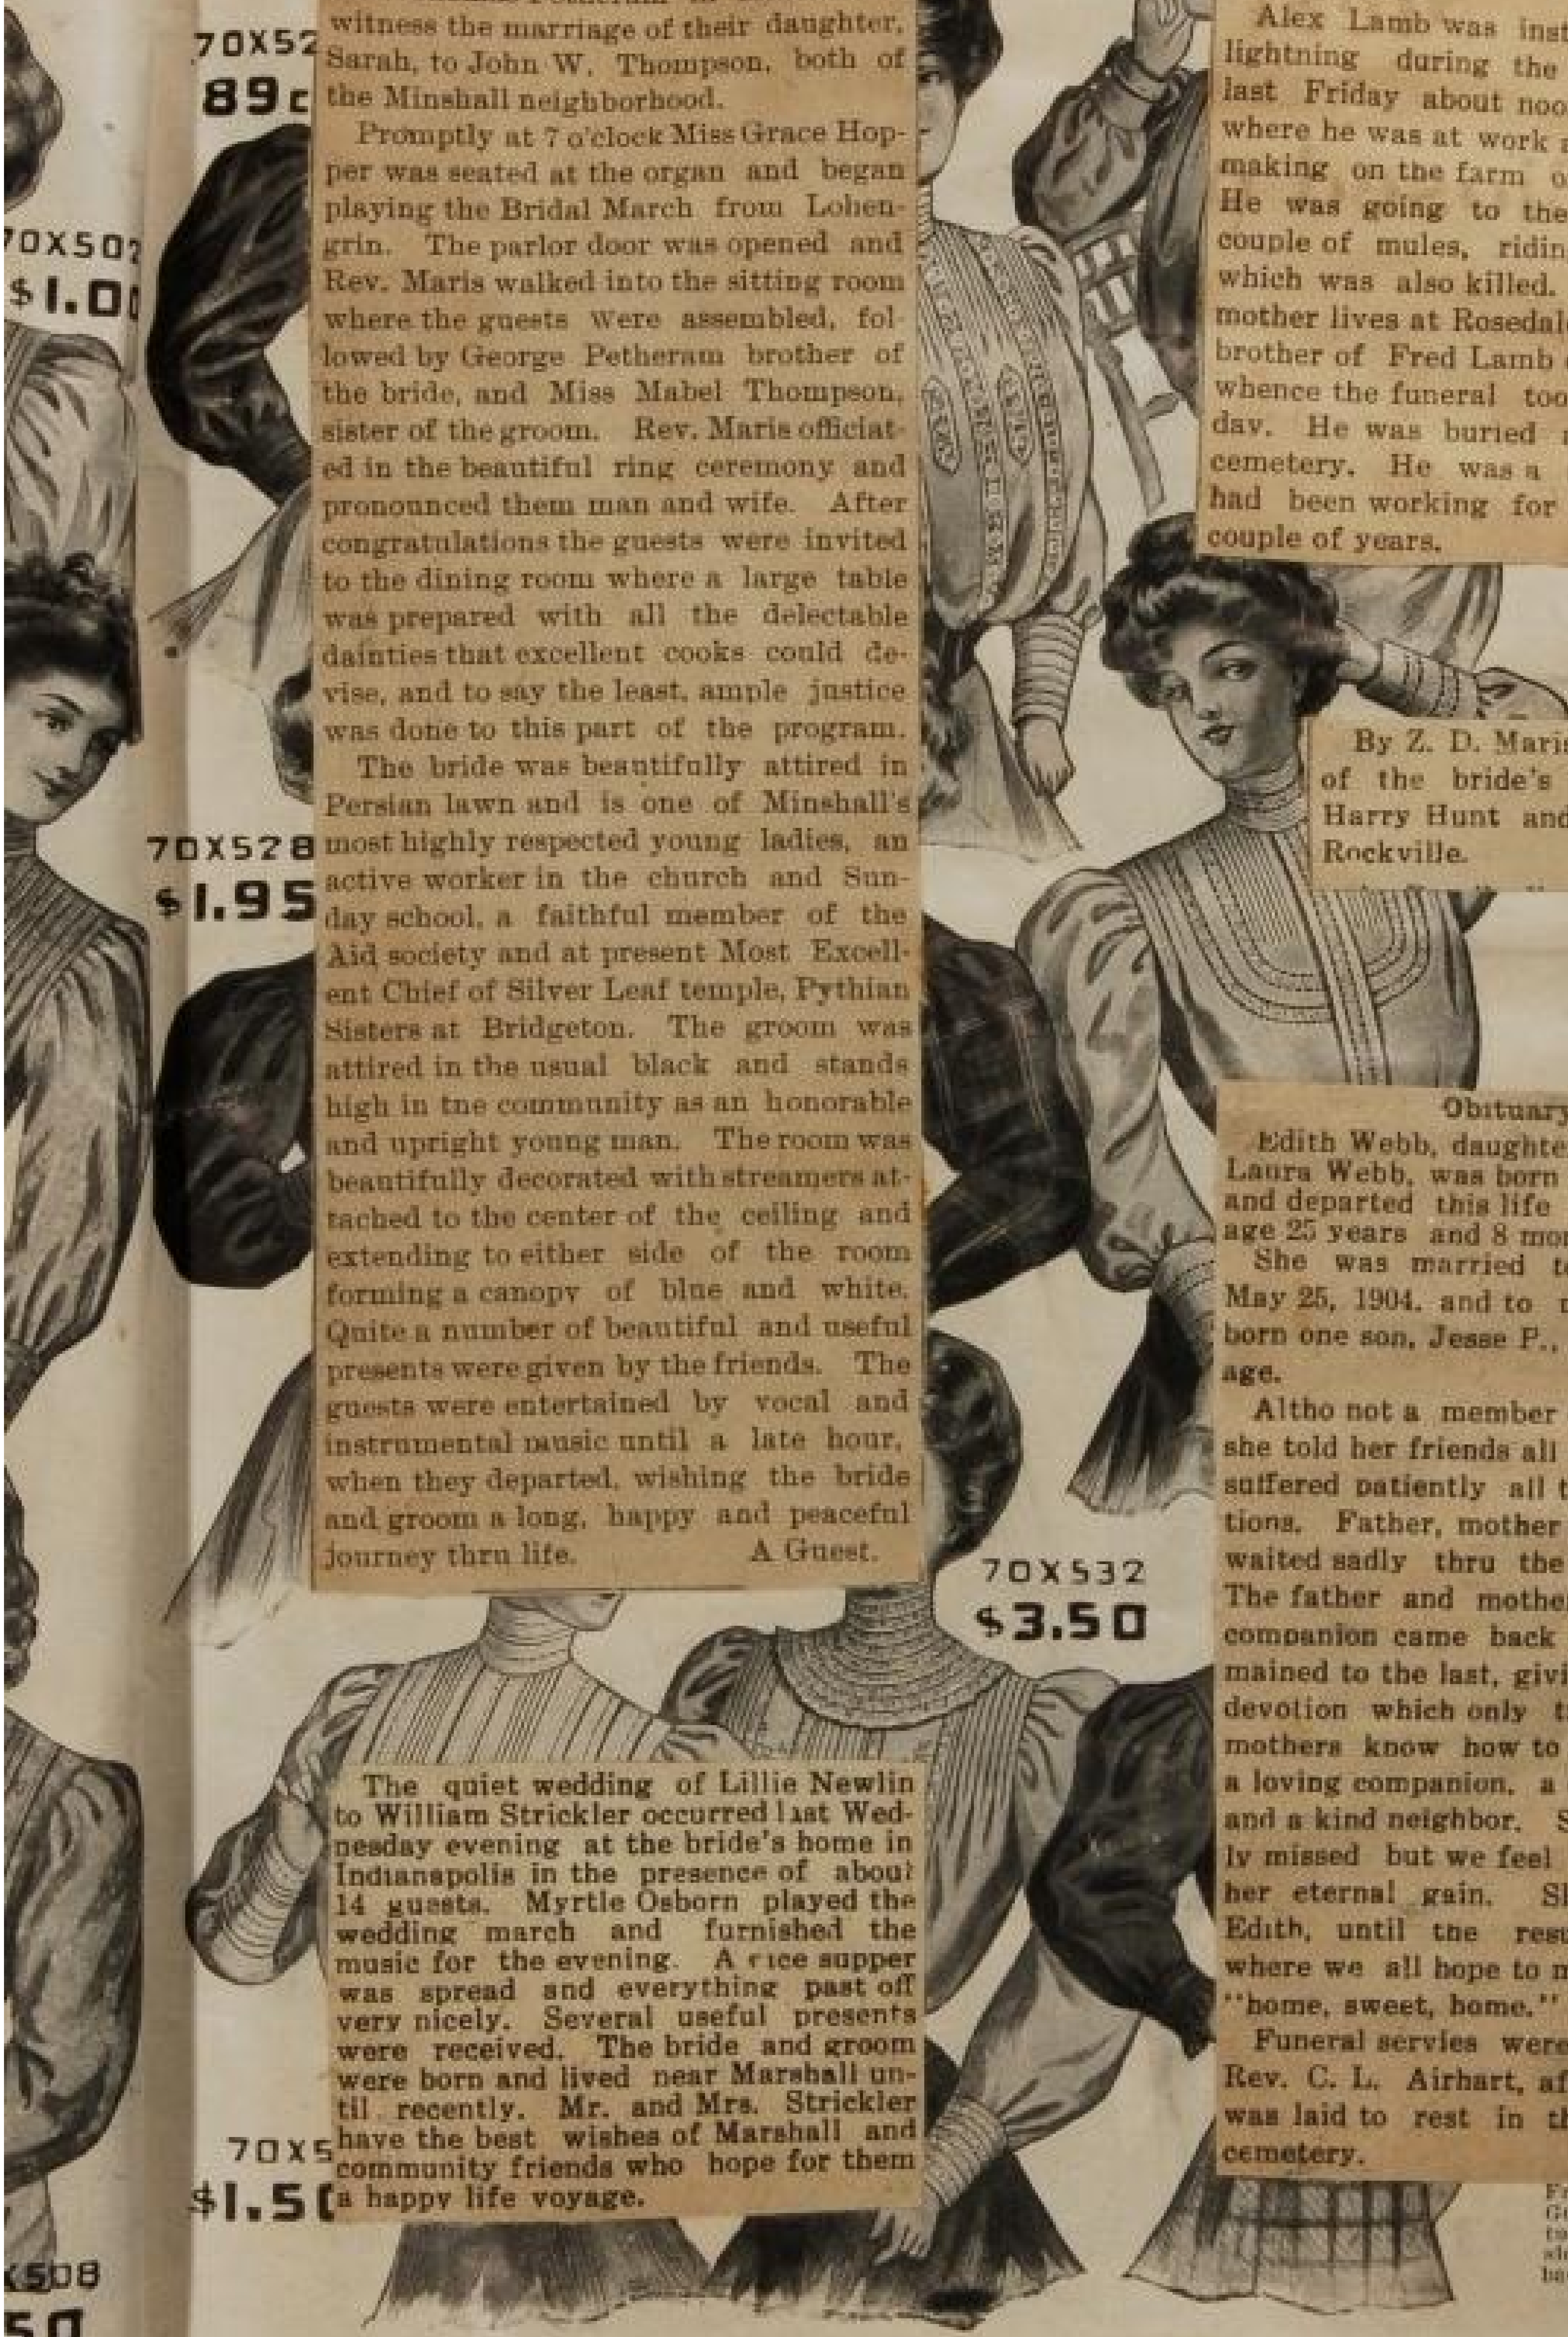 witness the marriage of their daughter,
Sarah, to John W. Thompson, both of
the Minshall neighborhood.
Promptly at 7 o'clock Miss Grace Hop-
per was seated at the organ and began
playing the Bridal March from Lohen-
grin. The parlor door was opened and
Rev. Maris walked into the sitting room
where the guests were assembled, fol-
lowed by George Petheram brother of
the bride, and Miss Mabel Thompson,
sister of the groom. Rev. Maris officiat-
ed in the beautiful ring ceremony and
pronounced them man and wife. After
congratulations the guests were invited
to the dining room where a large table
was prepared with all the delectable
dainties that excellent cooks could de-
vise, and to say the least, ample justice
was done to this part of the program.
The bride was beautifully attired in
Persian lawn and is one of Minshall's
most highly respected young ladies, an
active worker in the church and Sun-
day school, a faithful member of the
Aid society and at present Most Excell-
ent Chief of Silver Leaf temple, Pythian
Sisters at Bridgeton. The groom was
attired in the usual black and stands
high in tne community as an honorable
and upright young man. The room was
beautifully decorated with streamers at-
tached to the center of the ceiling and
extending to either side of the room
forming a canopy of blue and white.
Quite a number of beautiful and useful
presents were given by the friends. The
guests were entertained by vocal and
instrumental music until a late hour,
when they departed, wishing the bride
and groom a long, happy and peaceful
journey thru life. A Guest.
The quiet wedding of Lillie Newlin
to William Strickler occurred last Wed-
nesday evening at the bride's home in
Indianapolis in the presence of about
14 guests. Myrtle Osborn played the
wedding march and furnished the
music for the evening. A rice supper
was spread and everything past off
very nicely. Several useful presents
were received. The bride and groom
were born and lived near Marshall un-
til recently. Mr. and Mrs. Strickler
have the best wishes of Marshall and
community friends who hope for them
a happy life voyage.
Alex Lamb was inst
lightning during the
last Friday about noo
where he was at work
making on the farm o
He was going to the
couple of mules, ridin
which was also killed.
mother lives at Rosedal
brother of Fred Lamb
whence the funeral too
day. He was buried
cemetery. He was a
had been working for
couple of years.
By Z. D. Maris
of the bride's
Harry Hunt and
Rockville.
Obituary
Edith Webb, daughte
Laura Webb, was born
and departed this life
age 25 years and 8 mon
She was married to
May 25, 1904, and to
born one son, Jesse P.,
age.
Altho not a member
she told her friends all
suffered patiently all t
tions. Father, mother
waited sadly thru the
The father and mother
companion came back
mained to the last, givi
devotion which only t
mothers know how to
a loving companion, a
and a kind neighbor. S
ly missed but we feel
her eternal gain. Sl
Edith, until the resu
where we all hope to m
"home, sweet, home."
Funeral servies were
Rev. C. L. Airhart, af
was laid to rest in th
cemetery.
70X52
89c
70X502
$1.00
70X528
$1.95
70X532
$3.50
70X5
$1.50
X508
50